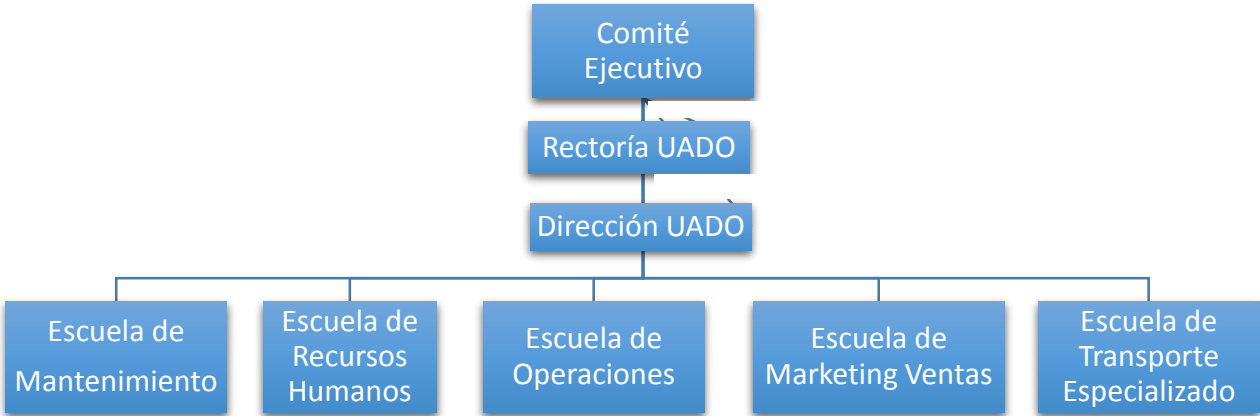 Comité
Ejecutivo
Rectoría UADO
Dirección UADO
Escuela de
Mantenimiento
Escuela de
Recursos
Humanos
Escuela de
Operaciones
Escuela de
Marketing Ventas
Escuela de
Transporte
Especializado